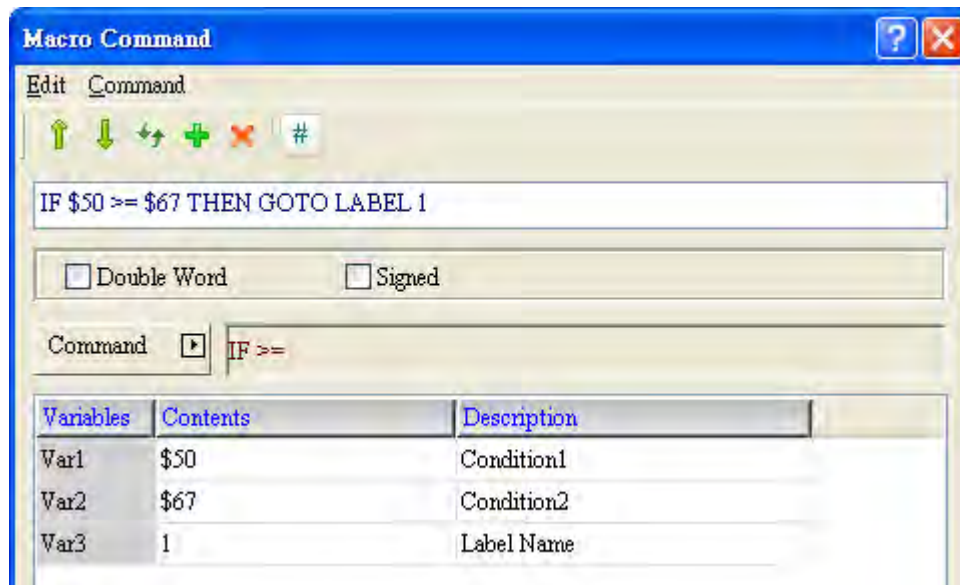 Macro Command
Edit Command
#
IF $50 >= $67 THEN GOTO LABEL 1
Double Word Signed
Command IF >=
Variables Contents Description
Var1 $50 Condition1
Var2 $67 Condition2
Var3 1 Label Name